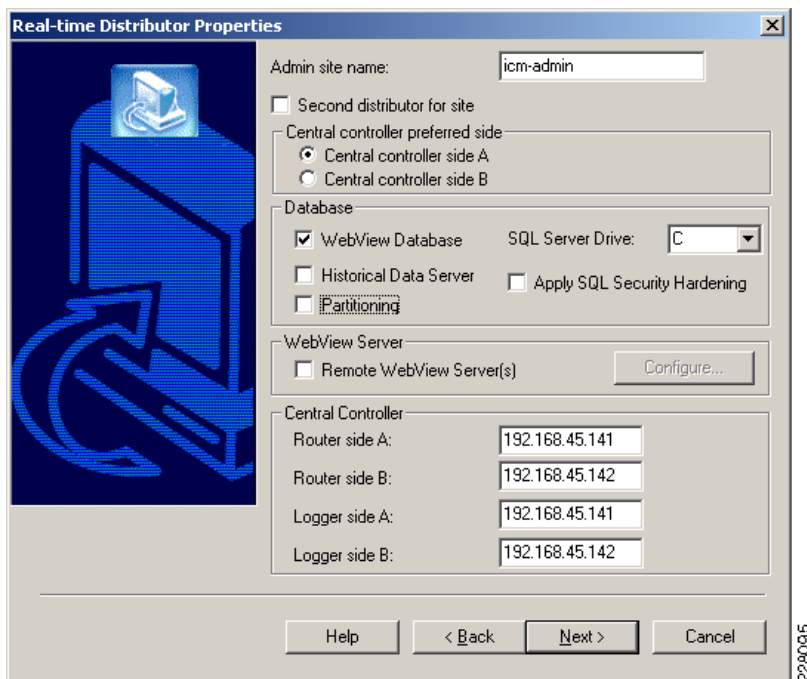 Real-time Distributor Properties
Admin site name: icm-admin
Second distributor for site
Central controller preferred side
Central controller side A
Central controller side B
Database
WebView Database SQL Server Drive: C
Historical Data Server Apply SQL Security Hardening
Partitioning
WebView Server
Remote WebView Server(s) Configure...
Central Controller
Router side A: 192.168.45.141
Router side B: 192.168.45.142
Logger side A: 192.168.45.141
Logger side B: 192.168.45.142
Help < Back Next > Cancel